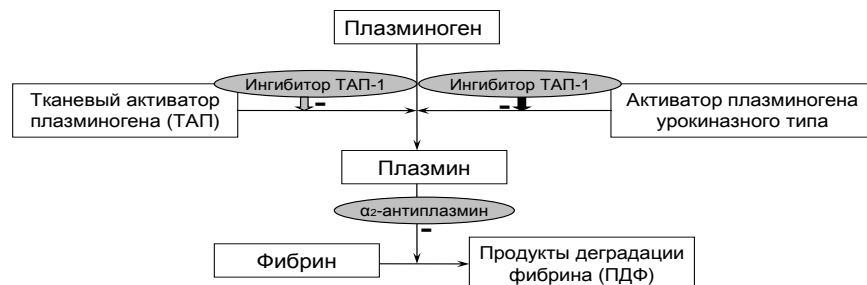 Плазминоген
Ингибитор ТАП-1
Ингибитор ТАП-1
Тканевый активатор
плазминогена (ТАП)
-
-
Активатор плазминогена
урокиназного типа
Плазмин
α₂-антиплазмин
-
Фибрин
Продукты деградации
фибрина (ПДФ)